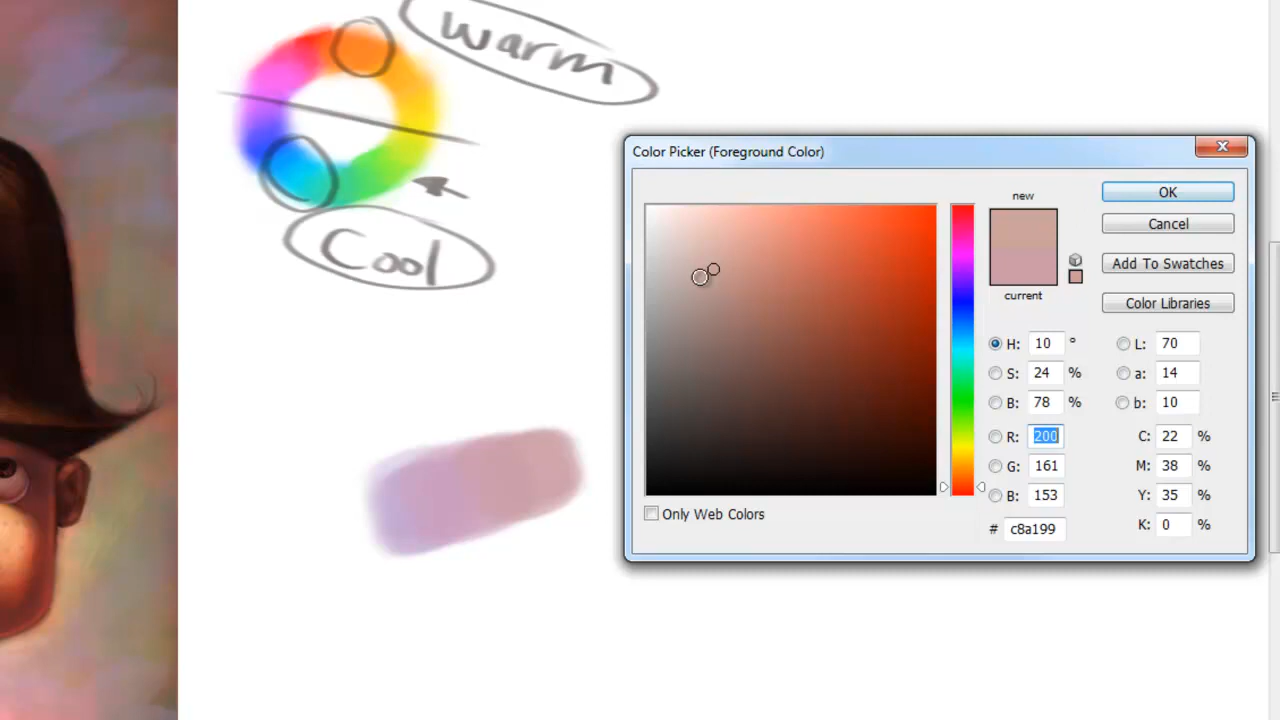 Warm
Cool
Color Picker (Foreground Color)
new
current
OK
Cancel
Add To Swatches
Color Libraries
H: 10 °
S: 24 %
B: 78 %
R: 200
G: 161
B: 153
# c8a199
L: 70
a: 14
b: 10
C: 22 %
M: 38 %
Y: 35 %
K: 0 %
Only Web Colors